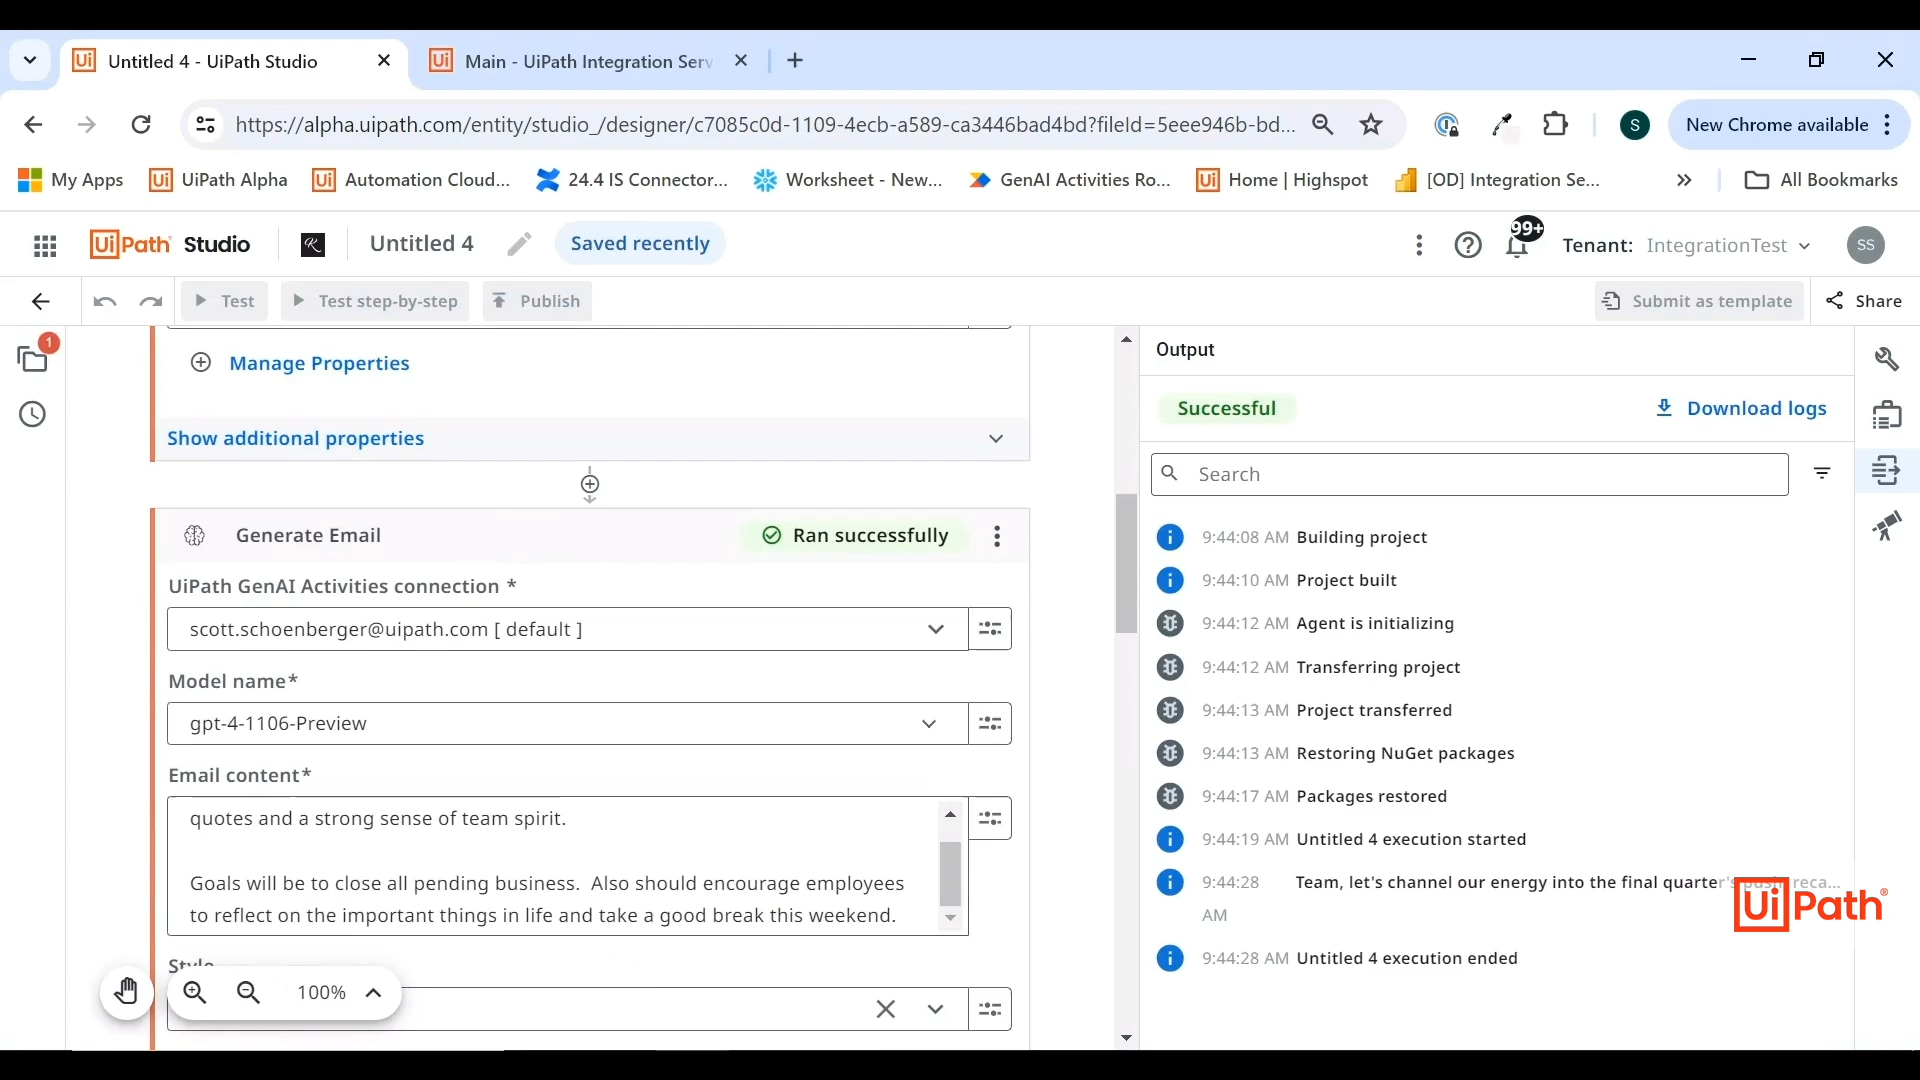 Untitled 4 - UiPath Studio
Main - UiPath Integration Serv
https://alpha.uipath.com/entity/studio_/designer/c7085c0d-1109-4ecb-a589-ca3446bad4bd?fileId=5eee946b-bd...
S
New Chrome available
My Apps
UiPath Alpha
Automation Cloud...
24.4 IS Connector...
Worksheet - New...
GenAI Activities Ro...
Home | Highspot
[OD] Integration Se...
All Bookmarks
UiPath Studio
Untitled 4
Saved recently
99+
Tenant: IntegrationTest
SS
Test
Test step-by-step
Publish
Submit as template
Share
1
Manage Properties
Show additional properties
Generate Email
Ran successfully
UiPath GenAI Activities connection *
scott.schoenberger@uipath.com [ default ]
Model name*
gpt-4-1106-Preview
Email content*
quotes and a strong sense of team spirit.
Goals will be to close all pending business.  Also should encourage employees
to reflect on the important things in life and take a good break this weekend.
Style
100%
Output
Successful
Download logs
Search
9:44:08 AM Building project
9:44:10 AM Project built
9:44:12 AM Agent is initializing
9:44:12 AM Transferring project
9:44:13 AM Project transferred
9:44:13 AM Restoring NuGet packages
9:44:17 AM Packages restored
9:44:19 AM Untitled 4 execution started
9:44:28 AM Team, let's channel our energy into the final quarter's push, reca...
9:44:28 AM Untitled 4 execution ended
UiPath